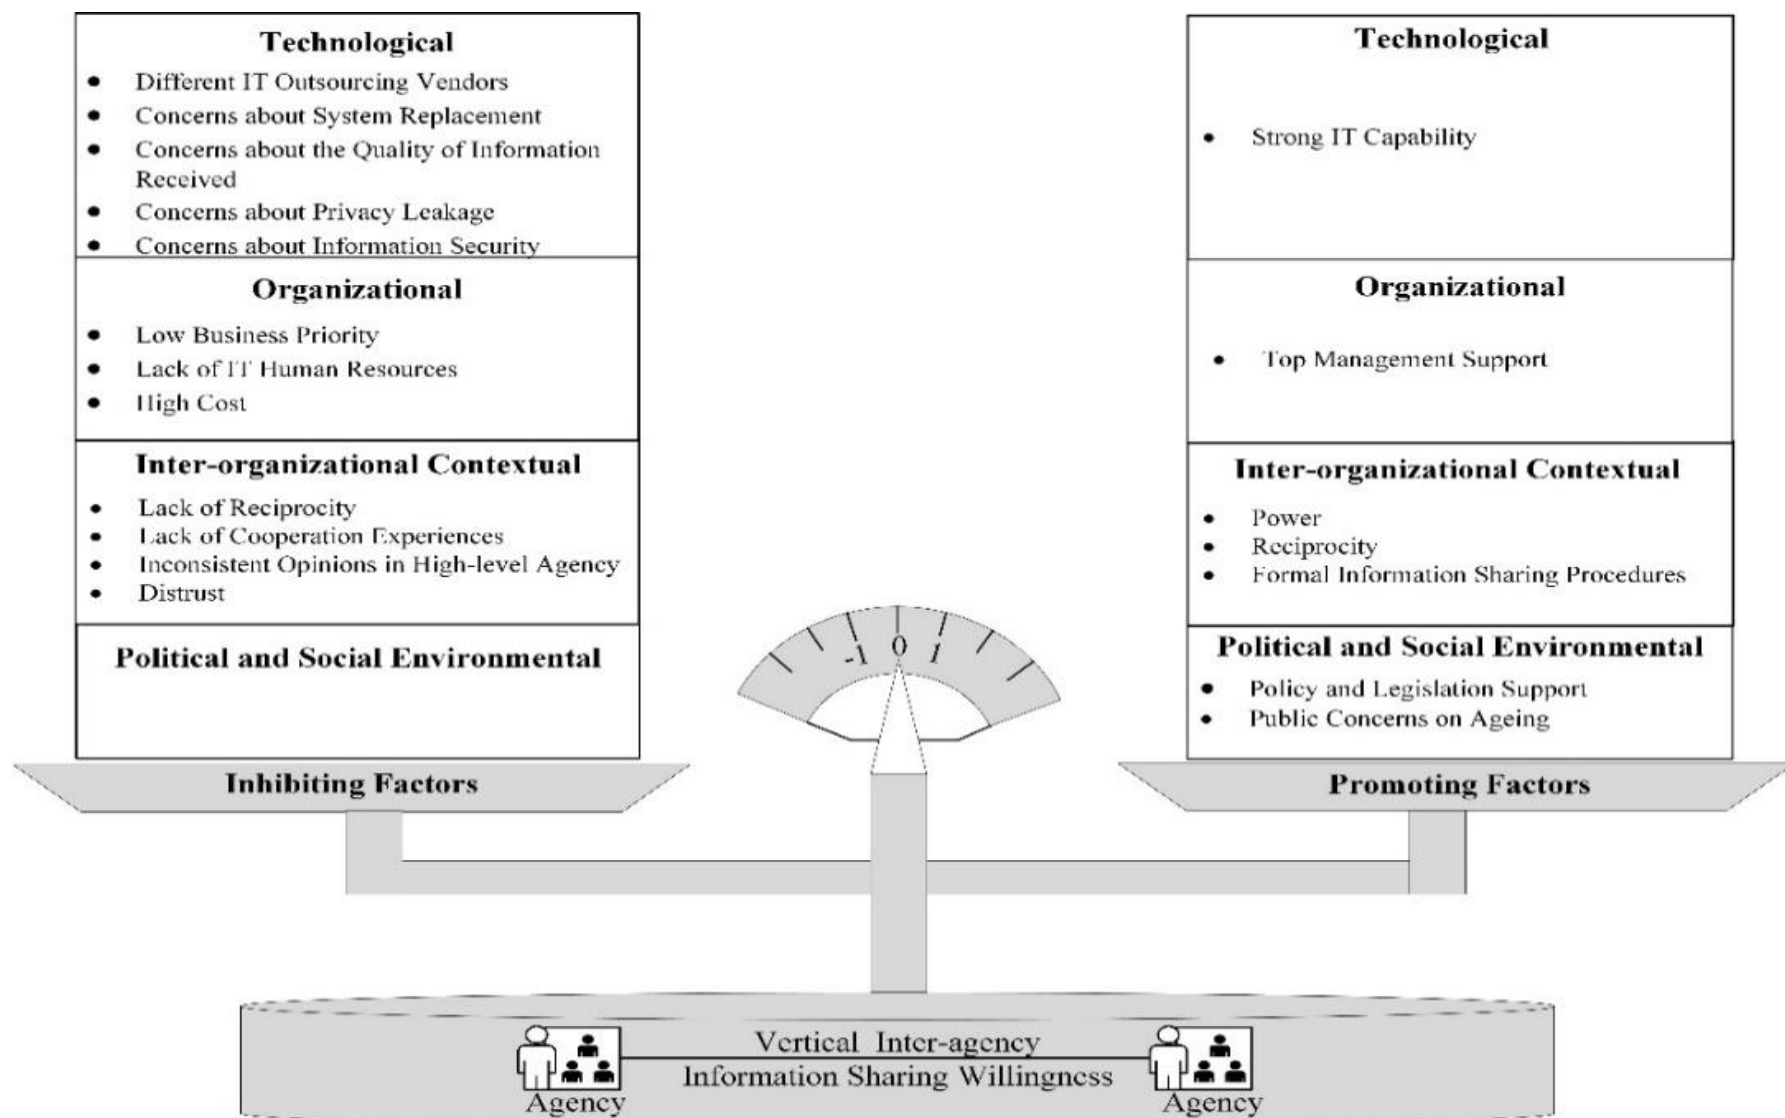 Technological
• Different IT Outsourcing Vendors
• Concerns about System Replacement
• Concerns about the Quality of Information
Received
• Concerns about Privacy Leakage
• Concerns about Information Security
Organizational
• Low Business Priority
• Lack of IT Human Resources
• High Cost
Inter-organizational Contextual
• Lack of Reciprocity
• Lack of Cooperation Experiences
• Inconsistent Opinions in High-level Agency
• Distrust
Political and Social Environmental
Inhibiting Factors
-1 0 1
Technological
• Strong IT Capability
Organizational
• Top Management Support
Inter-organizational Contextual
• Power
• Reciprocity
• Formal Information Sharing Procedures
Political and Social Environmental
• Policy and Legislation Support
• Public Concerns on Ageing
Promoting Factors
Vertical Inter-agency
Information Sharing Willingness
Agency
Agency